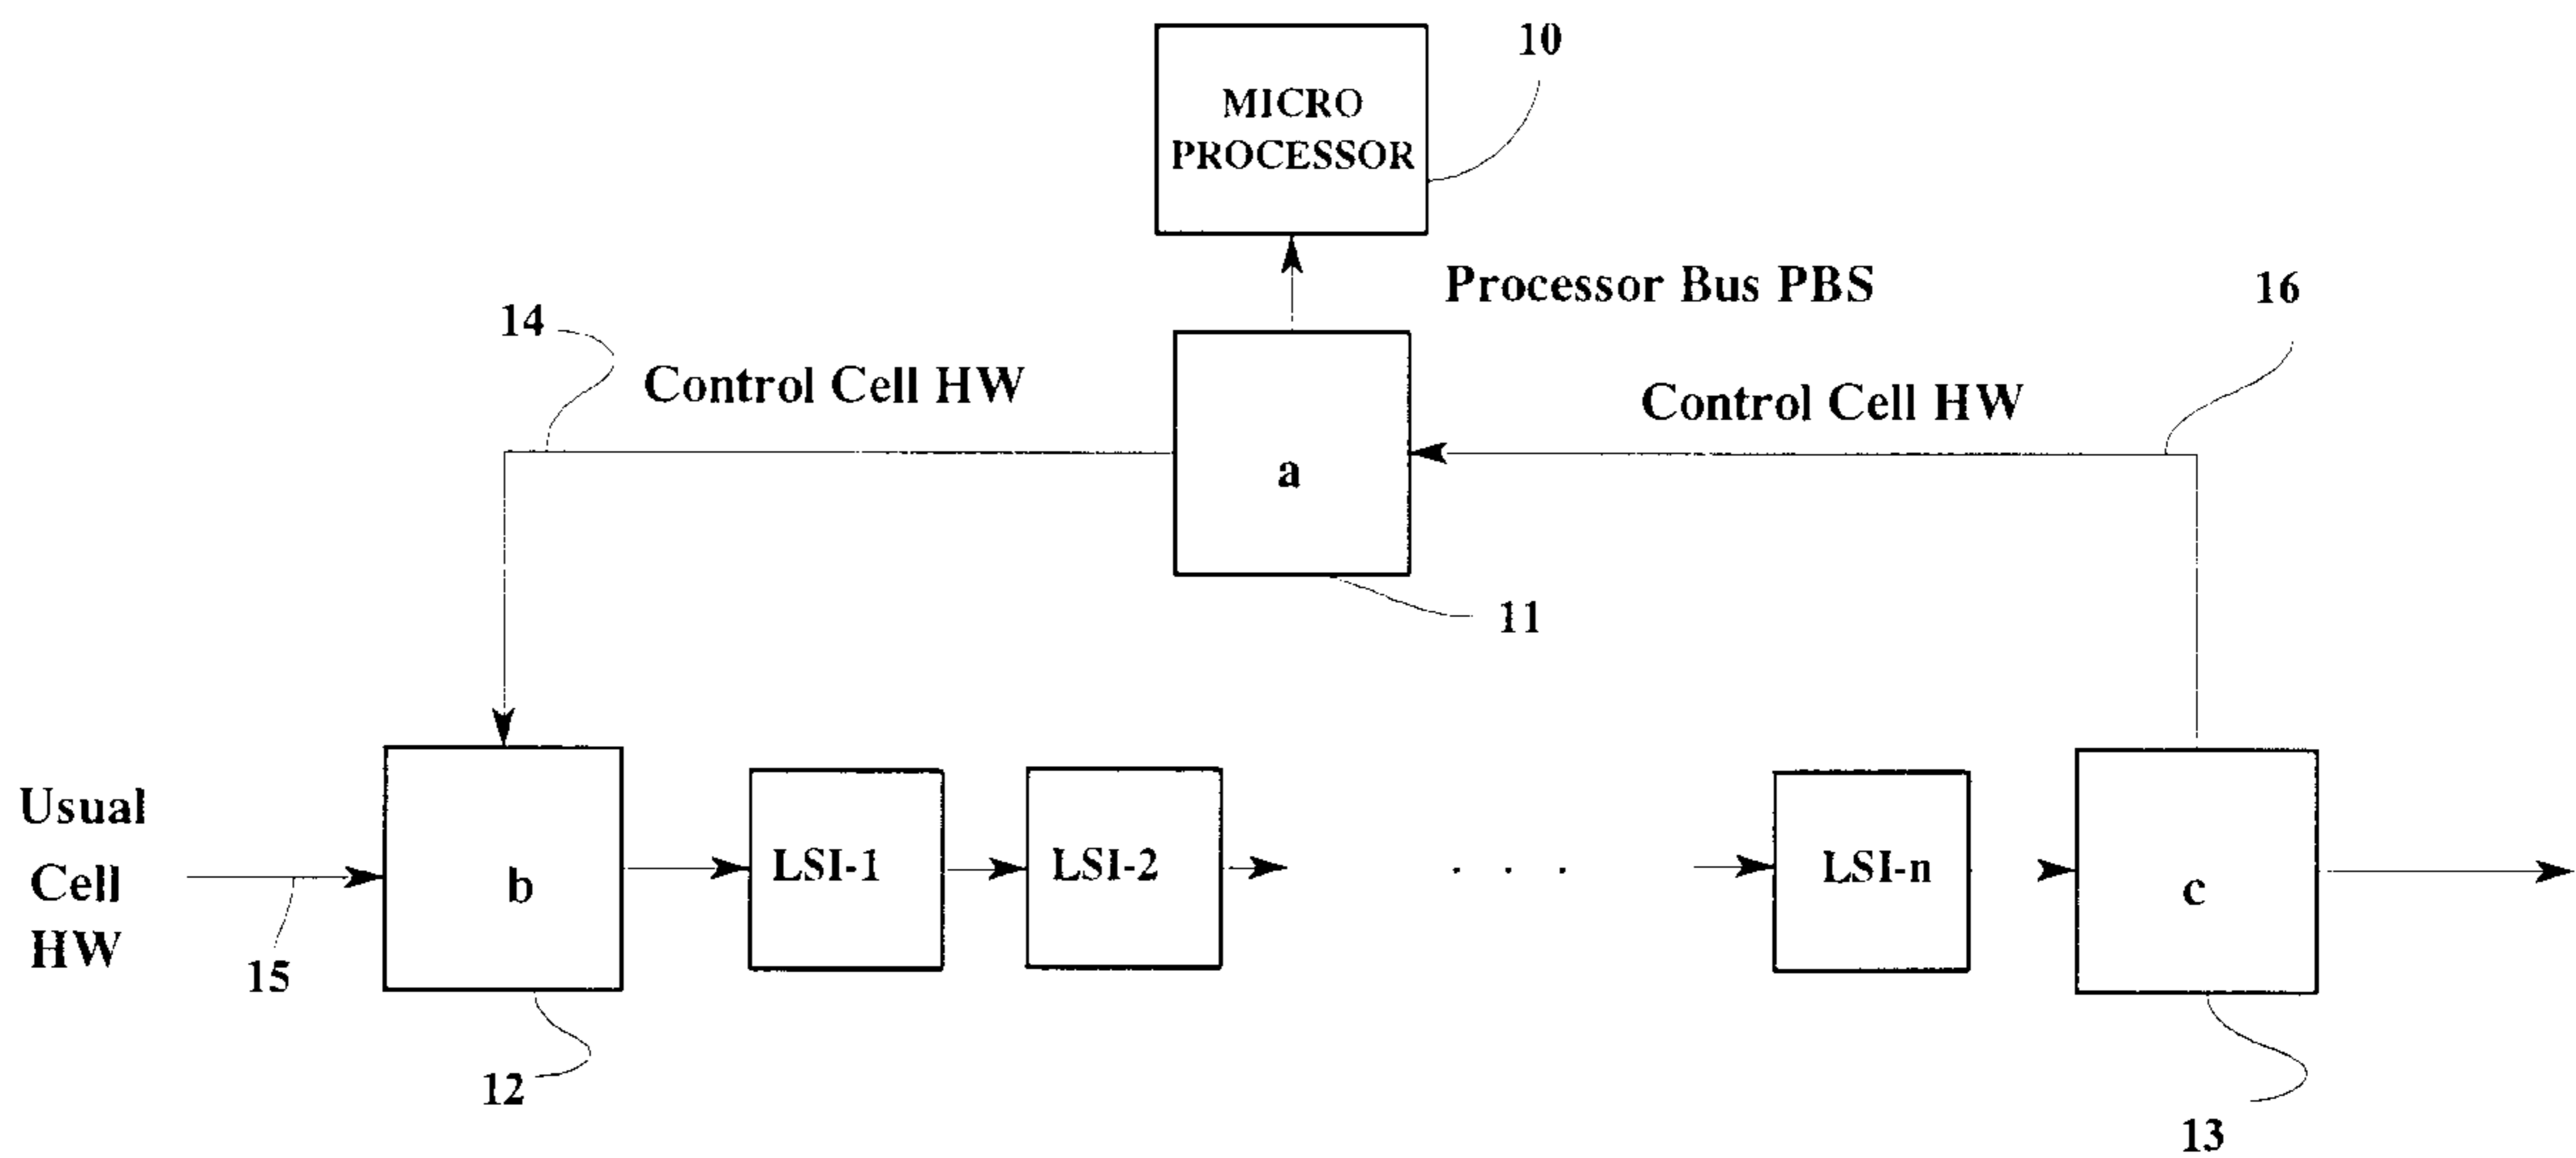 10
MICRO
PROCESSOR
Processor Bus PBS
16
14
Control Cell HW
Control Cell HW
a
11
Usual
Cell
HW
15
b
LSI-1
LSI-2
. . .
LSI-n
c
12
13